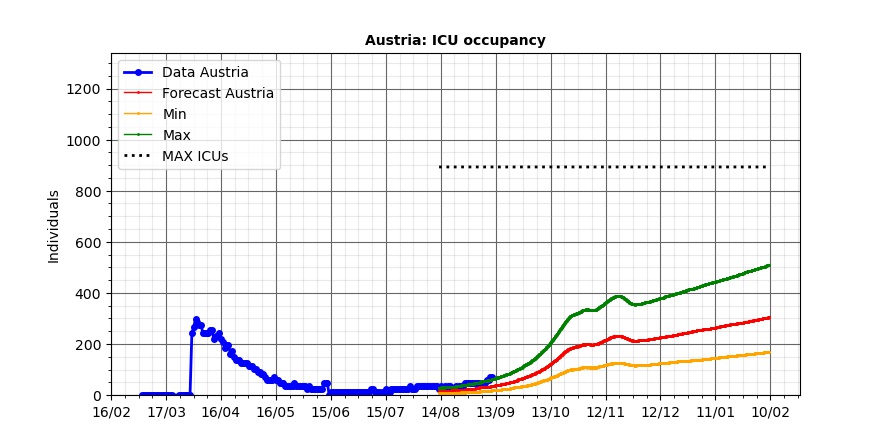 Austria: ICU occupancy
Data Austria
Forecast Austria
Min
Max
MAX ICUs
Individuals
1200
1000
800
600
400
200
0
16/02 17/03 16/04 16/05 15/06 15/07 14/08 13/09 13/10 12/11 12/12 11/01 10/02